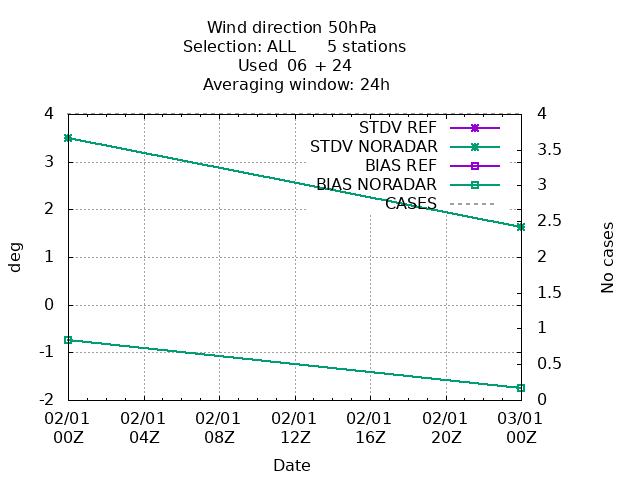 Wind direction 50hPa
Selection: ALL 5 stations
Used 06 + 24
Averaging window: 24h
4 4
STDV REF
STDV NORADAR
3.5
3 BIAS REF
BIAS NORADAR 3
2 CASES
2.5
deg 1 2 No cases
1.5
0
1
-1
0.5
-2 0
02/01 02/01 02/01 02/01 02/01 02/01 03/01
00Z 04Z 08Z 12Z 16Z 20Z 00Z
Date